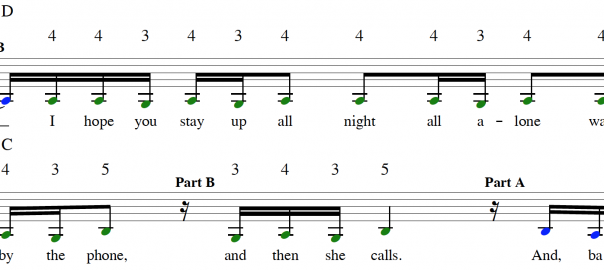 D
B 4 4 3 4 3 4 4 4 3 4 4
I hope you stay up all night all a - lone wa
C
4 3 5 3 4 3 5
Part B Part A
by the phone, and then she calls. And, ba